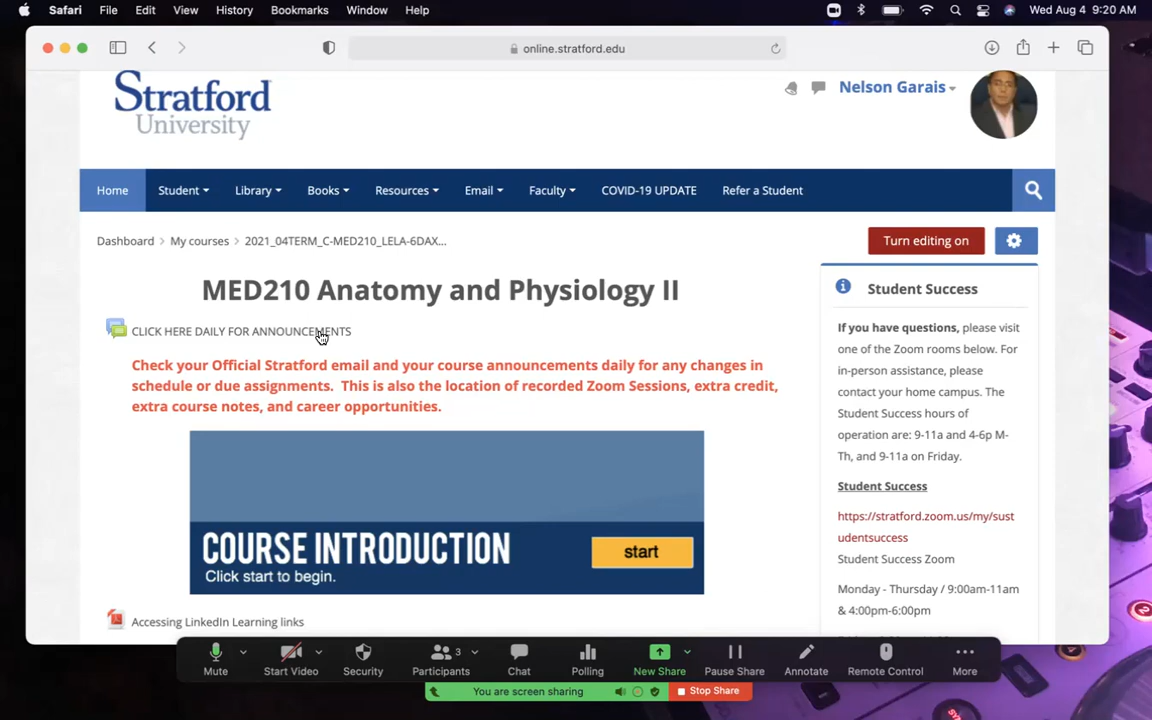 Safari File Edit View History Bookmarks Window Help Wed Aug 4 9:20 AM
online.stratford.edu
Stratford
University
Nelson Garais
Home Student Library Books Resources Email Faculty COVID-19 UPDATE Refer a Student
Dashboard My courses 2021_04TERM_C-MED210_LELA-6DAX...
Turn editing on
MED210 Anatomy and Physiology II
CLICK HERE DAILY FOR ANNOUNCEMENTS
Check your Official Stratford email and your course announcements daily for any changes in
schedule or due assignments. This is also the location of recorded Zoom Sessions, extra credit,
extra course notes, and career opportunities.
COURSE INTRODUCTION
Click start to begin.
start
Accessing LinkedIn Learning links
Student Success
If you have questions, please visit
one of the Zoom rooms below. For
in-person assistance, please
contact your home campus. The
Student Success hours of
operation are: 9-11a and 4-6p M-
Th, and 9-11a on Friday.
Student Success
https://stratford.zoom.us/my/sust
udentsuccess
Student Success Zoom
Monday - Thursday / 9:00am-11am
& 4:00pm-6:00pm
Mute Start Video Security Participants 3 Chat Polling New Share Pause Share Annotate Remote Control More
You are screen sharing Stop Share